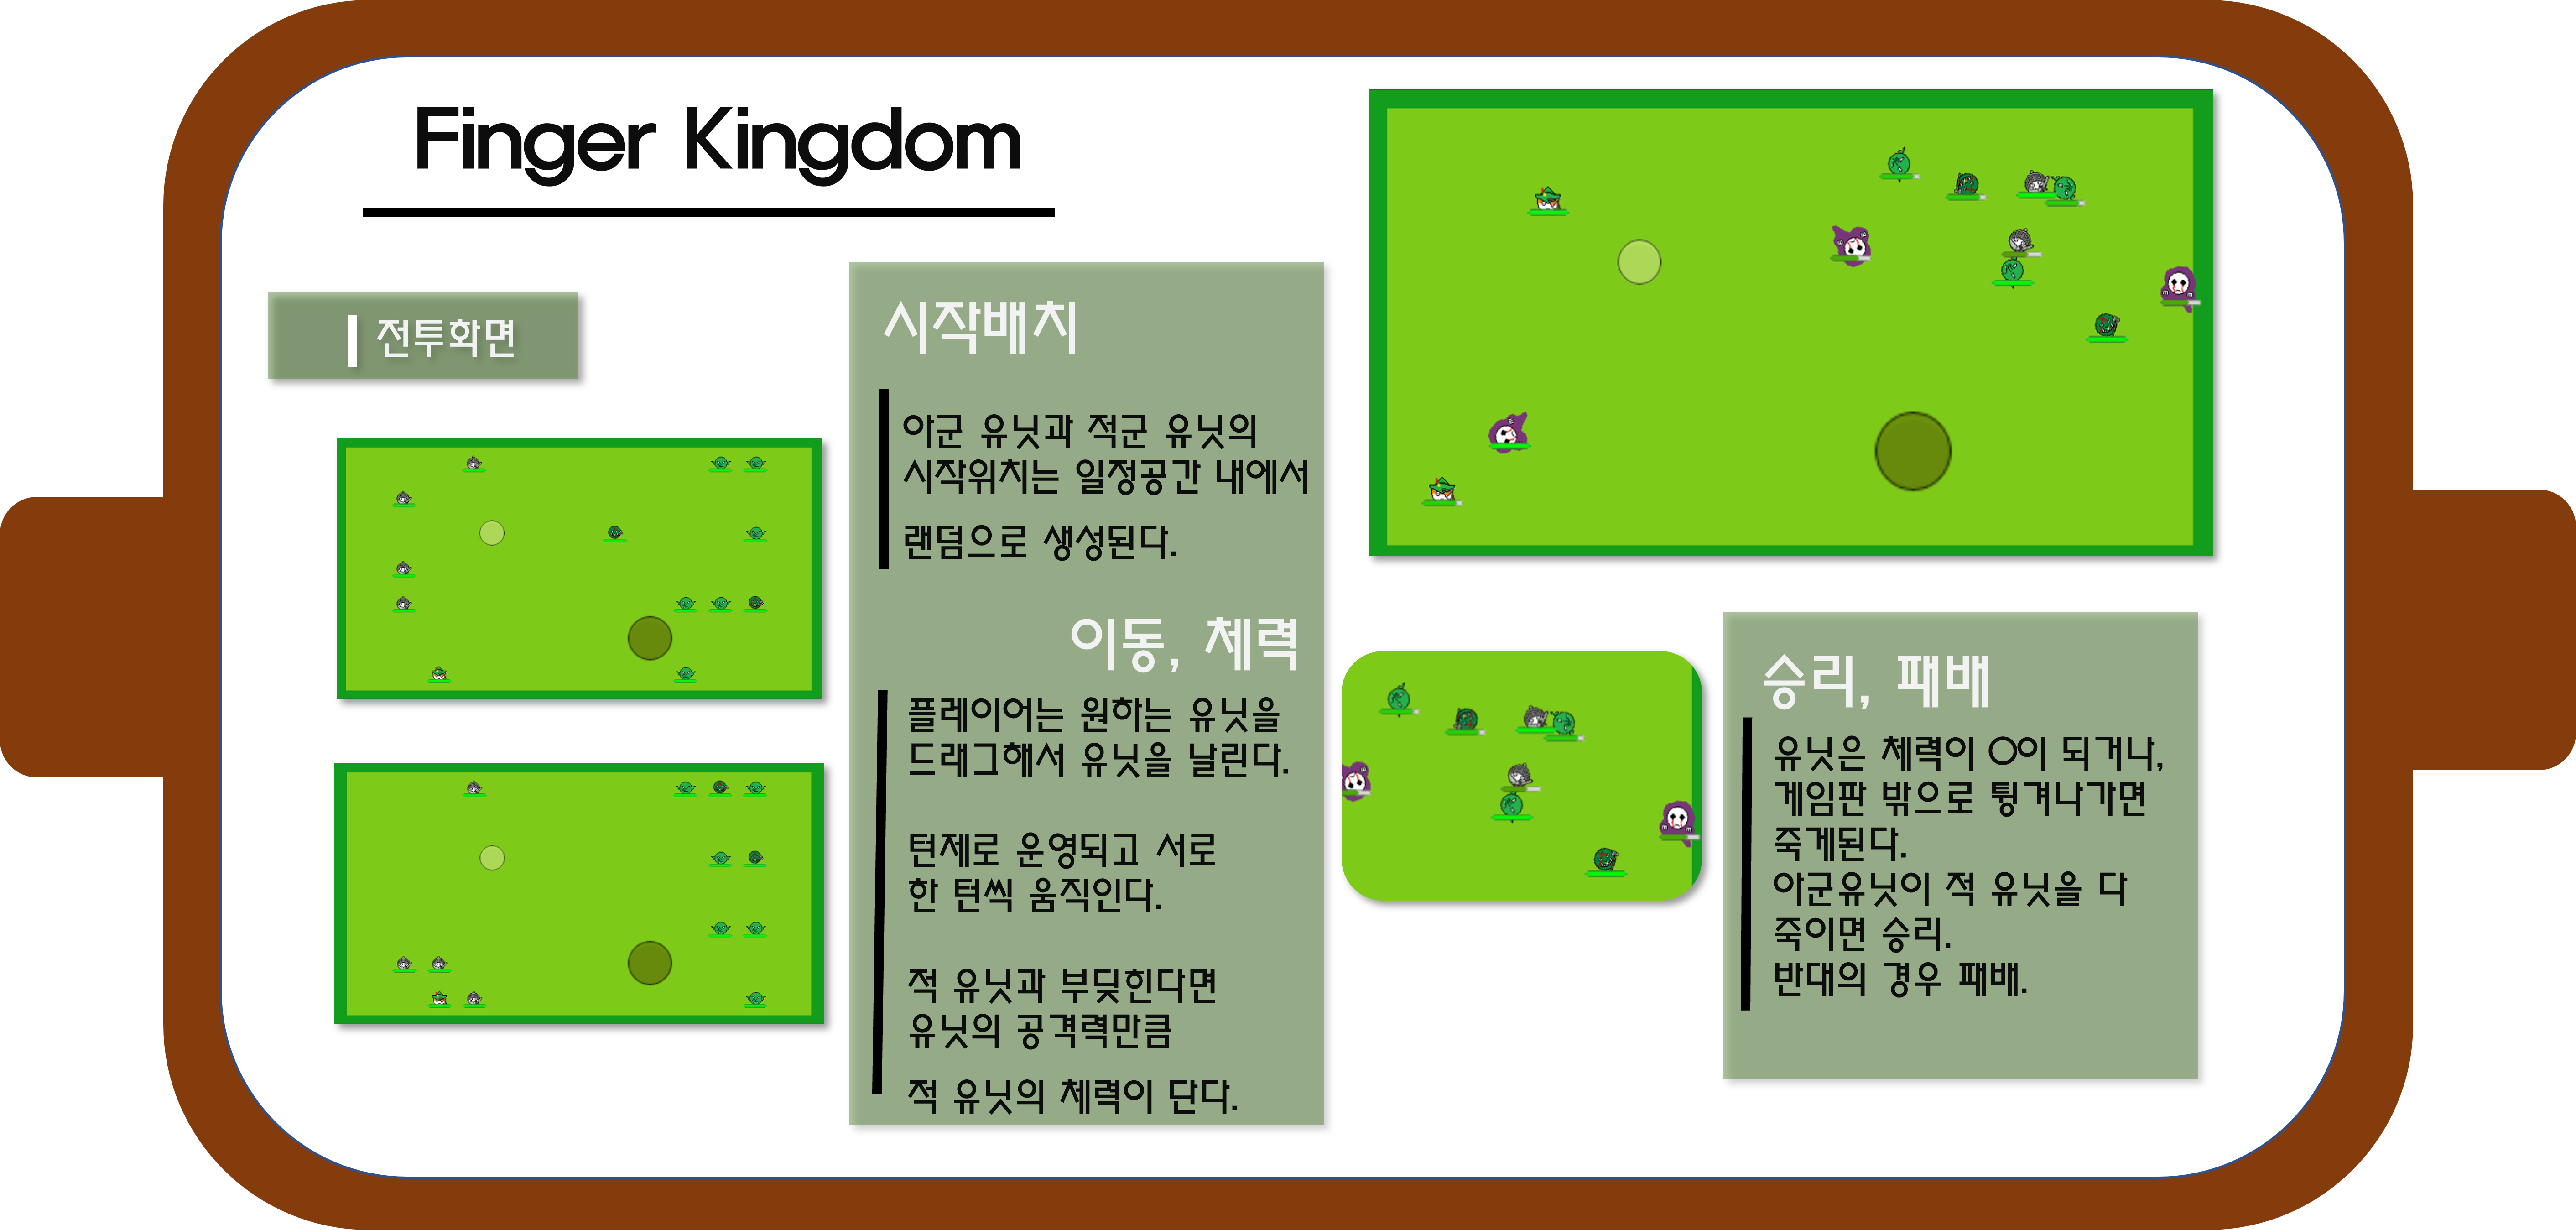 Finger Kingdom
전투화면
시작배치
아군 유닛과 적군 유닛의
시작위치는 일정공간 내에서
랜덤으로 생성된다.
이동, 체력
플레이어는 원하는 유닛을
드래그해서 유닛을 날린다.
턴제로 운영되고 서로
한 턴씩 움직인다.
적 유닛과 부딪힌다면
유닛의 공격력만큼
적 유닛의 체력이 단다.
승리, 패배
유닛은 체력이 0이 되거나,
게임판 밖으로 튕겨나가면
죽게된다.
아군유닛이 적 유닛을 다
죽이면 승리.
반대의 경우 패배.